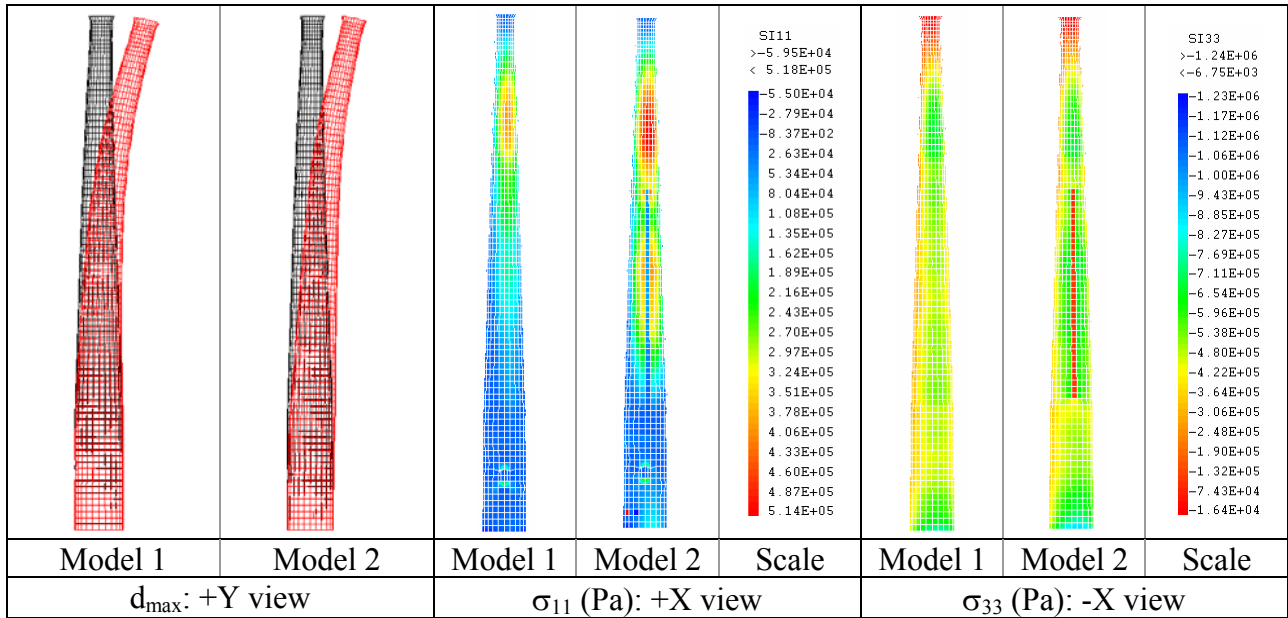 SI11
>-5.95E+04
< 5.18E+05
-5.50E+04
-2.79E+04
-8.37E+02
2.63E+04
5.34E+04
8.04E+04
1.08E+05
1.35E+05
1.62E+05
1.89E+05
2.16E+05
2.43E+05
2.70E+05
2.97E+05
3.24E+05
3.51E+05
3.78E+05
4.06E+05
4.33E+05
4.60E+05
4.87E+05
5.14E+05
SI33
>-1.24E+06
<-6.75E+03
-1.23E+06
-1.17E+06
-1.12E+06
-1.06E+06
-1.00E+06
-9.43E+05
-8.85E+05
-8.27E+05
-7.69E+05
-7.11E+05
-6.54E+05
-5.96E+05
-5.38E+05
-4.80E+05
-4.22E+05
-3.64E+05
-3.06E+05
-2.48E+05
-1.90E+05
-1.32E+05
-7.43E+04
-1.64E+04
Model 1 Model 2 Model 1 Model 2 Scale Model 1 Model 2 Scale
dmax: +Y view σ11 (Pa): +X view σ33 (Pa): -X view